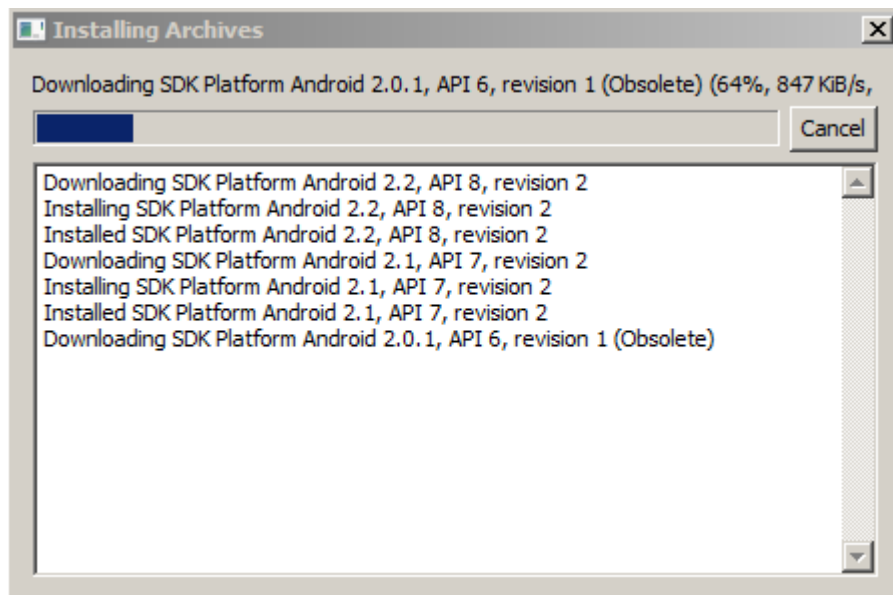 Installing Archives
Downloading SDK Platform Android 2.0.1, API 6, revision 1 (Obsolete) (64%, 847 KiB/s,
Cancel
Downloading SDK Platform Android 2.2, API 8, revision 2
Installing SDK Platform Android 2.2, API 8, revision 2
Installed SDK Platform Android 2.2, API 8, revision 2
Downloading SDK Platform Android 2.1, API 7, revision 2
Installing SDK Platform Android 2.1, API 7, revision 2
Installed SDK Platform Android 2.1, API 7, revision 2
Downloading SDK Platform Android 2.0.1, API 6, revision 1 (Obsolete)